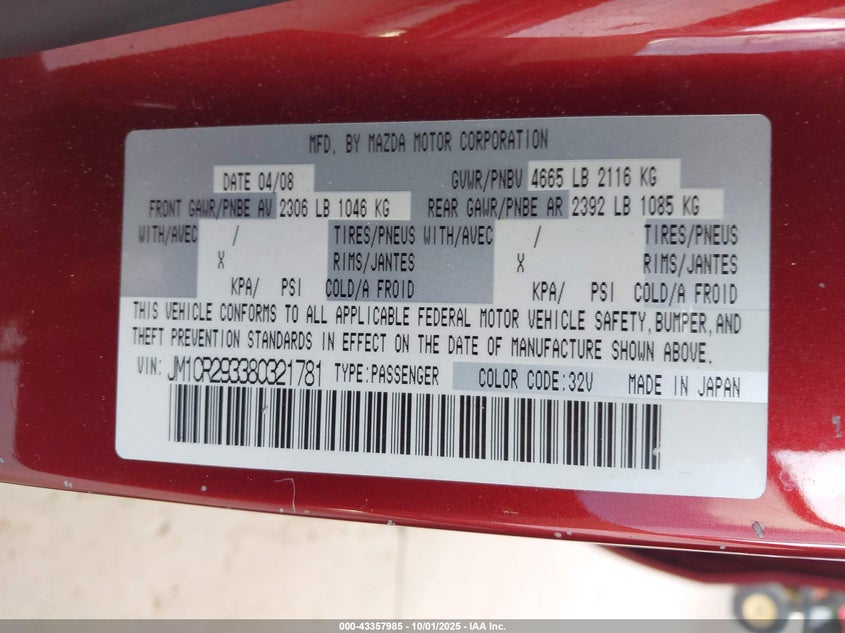 MFD. BY MAZDA MOTOR CORPORATION
DATE 04/08 GVWR/PNBV 4665 LB 2116 KG
FRONT GAWR/PNBE AV 2306 LB 1046 KG REAR GAWR/PNBE AR 2392 LB 1085 KG
WITH/AVEC / TIRES/PNEUS WITH/AVEC / TIRES/PNEUS
X RIMS/JANTES X RIMS/JANTES
KPA/ PSI COLD/A FROID KPA/ PSI COLD/A FROID
THIS VEHICLE CONFORMS TO ALL APPLICABLE FEDERAL MOTOR VEHICLE SAFETY, BUMPER, AND
THEFT PREVENTION STANDARDS IN EFFECT ON THE DATE OF MANUFACTURE SHOWN ABOVE.
VIN: JM1CR293380321781 TYPE:PASSENGER COLOR CODE:32V MADE IN JAPAN
000-43357985 - 10/01/2025 - IAA Inc.